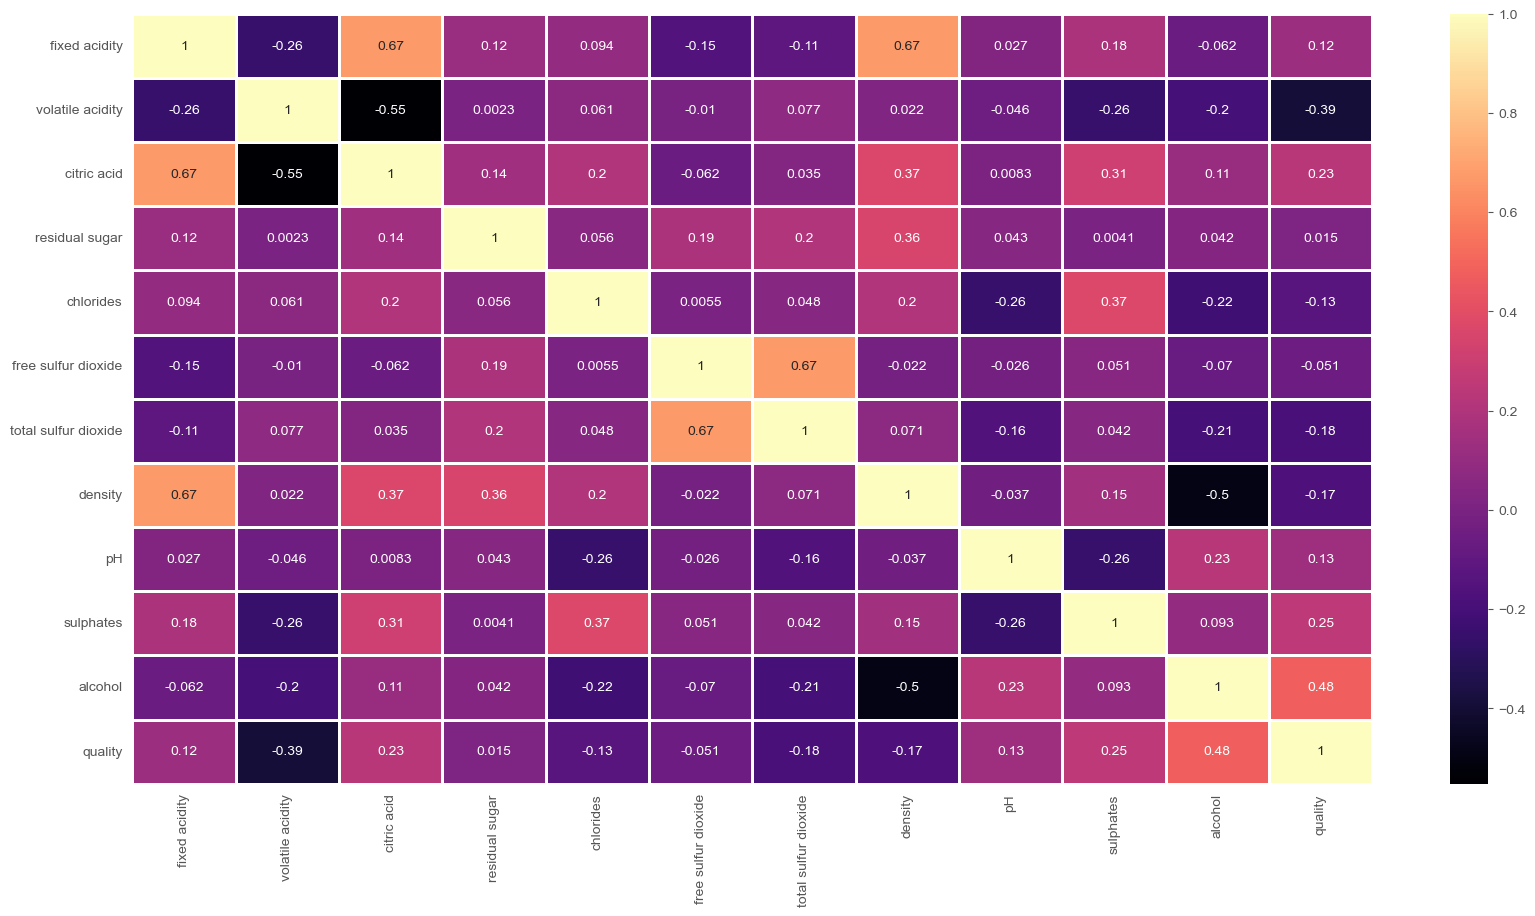 fixed acidity 1 -0.26 0.67 0.12 0.094 -0.15 -0.11 0.67 0.027 0.18 -0.062 0.12
volatile acidity -0.26 1 -0.55 0.0023 0.061 -0.01 0.077 0.022 -0.046 -0.26 -0.2 -0.39
citric acid 0.67 -0.55 1 0.14 0.2 -0.062 0.035 0.37 0.0083 0.31 0.11 0.23
residual sugar 0.12 0.0023 0.14 1 0.056 0.19 0.2 0.36 0.043 0.0041 0.042 0.015
chlorides 0.094 0.061 0.2 0.056 1 0.0055 0.048 0.2 -0.26 0.37 -0.22 -0.13
free sulfur dioxide -0.15 -0.01 -0.062 0.19 0.0055 1 0.67 -0.022 -0.026 0.051 -0.07 -0.051
total sulfur dioxide -0.11 0.077 0.035 0.2 0.048 0.67 1 0.071 -0.16 0.042 -0.21 -0.18
density 0.67 0.022 0.37 0.36 0.2 -0.022 0.071 1 -0.037 0.15 -0.5 -0.17
pH 0.027 -0.046 0.0083 0.043 -0.26 -0.026 -0.16 -0.037 1 -0.26 0.23 0.13
sulphates 0.18 -0.26 0.31 0.0041 0.37 0.051 0.042 0.15 -0.26 1 0.093 0.25
alcohol -0.062 -0.2 0.11 0.042 -0.22 -0.07 -0.21 -0.5 0.23 0.093 1 0.48
quality 0.12 -0.39 0.23 0.015 -0.13 -0.051 -0.18 -0.17 0.13 0.25 0.48 1
fixed acidity
volatile acidity
citric acid
residual sugar
chlorides
free sulfur dioxide
total sulfur dioxide
density
pH
sulphates
alcohol
quality
1.0
0.8
0.6
0.4
0.2
0.0
−0.2
−0.4